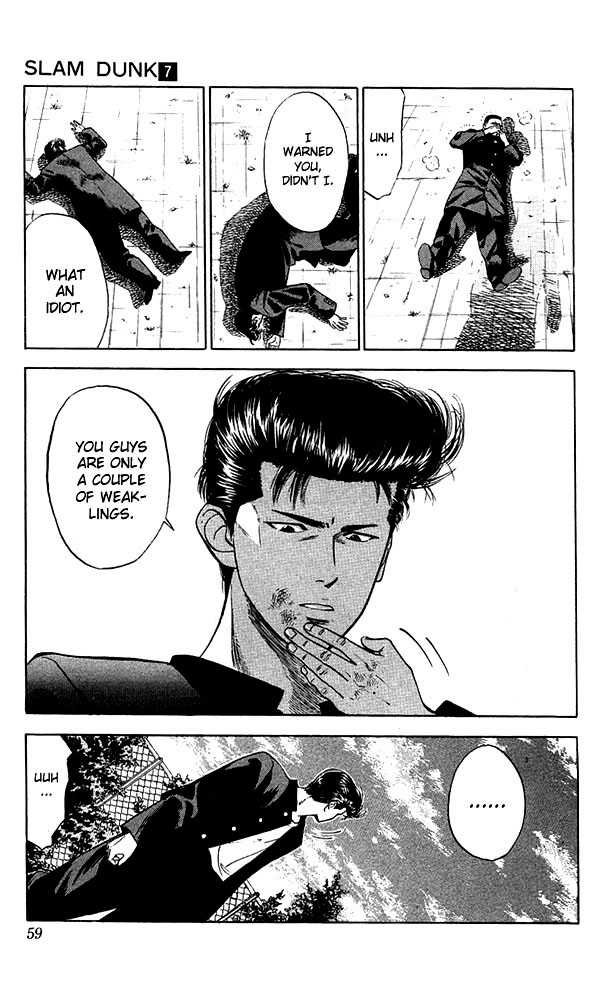 SLAM DUNK 7
UNH
...
I
WARNED
YOU,
DIDN'T I.
WHAT
AN
IDIOT.
YOU GUYS
ARE ONLY
A COUPLE
OF WEAK-
LINGS.
......
UUH
...
59